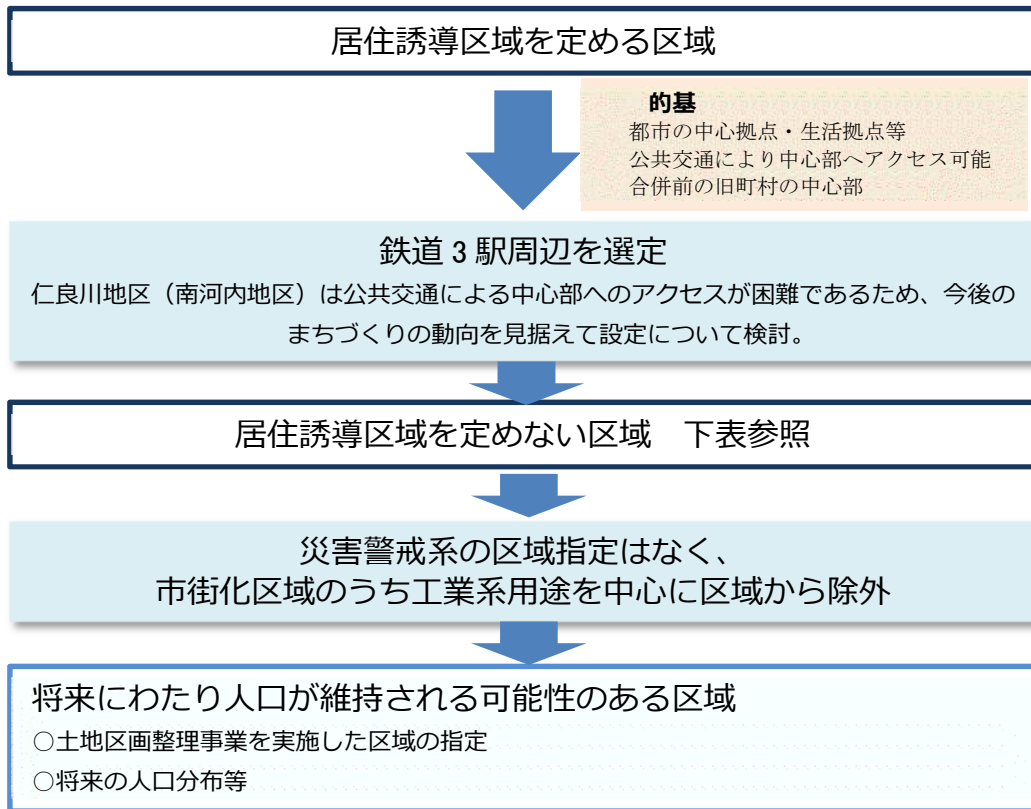 居住誘導区域を定める区域
的基
都市の中心拠点・生活拠点等
公共交通により中心部へアクセス可能
合併前の旧町村の中心部
鉄道3駅周辺を選定
仁良川地区（南河内地区）は公共交通による中心部へのアクセスが困難であるため、今後の
まちづくりの動向を見据えて設定について検討。
居住誘導区域を定めない区域　下表参照
災害警戒系の区域指定はなく、
市街化区域のうち工業系用途を中心に区域から除外
将来にわたり人口が維持される可能性のある区域
○土地区画整理事業を実施した区域の指定
○将来の人口分布等